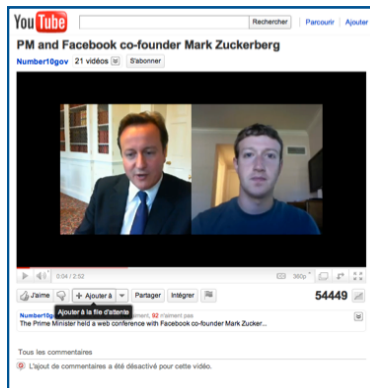 YouTube Rechercher Parcourir Ajouter
PM and Facebook co-founder Mark Zuckerberg
Number10gov 21 vidéos S'abonner
0:04 / 2:52 360p
J'aime Ajouter à Partager Intégrer 54449
Ajouter à la file d'attente
Number10 aiment, 92 n'aiment pas
The Prime Minister held a web conference with Facebook co-founder Mark Zucker...
Tous les commentaires
L'ajout de commentaires a été désactivé pour cette vidéo.